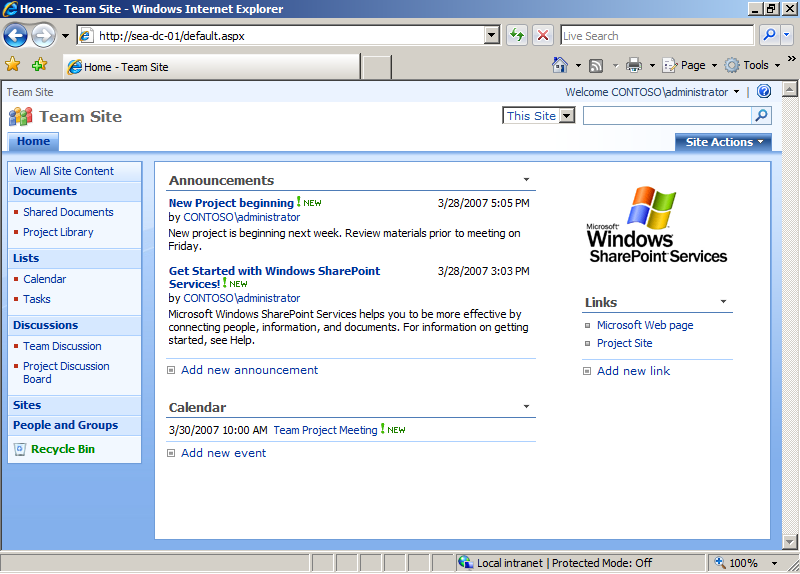 Home - Team Site - Windows Internet Explorer
http://sea-dc-01/default.aspx
Live Search
Home - Team Site
Page
Tools
Team Site
Welcome CONTOSO\administrator
Team Site
This Site
Home
Site Actions
View All Site Content
Documents
Shared Documents
Project Library
Lists
Calendar
Tasks
Discussions
Team Discussion
Project Discussion
Board
Sites
People and Groups
Recycle Bin
Announcements
New Project beginning ! NEW 3/28/2007 5:05 PM
by CONTOSO\administrator
New project is beginning next week. Review materials prior to meeting on
Friday.
Get Started with Windows SharePoint 3/28/2007 3:03 PM
Services! ! NEW
by CONTOSO\administrator
Microsoft Windows SharePoint Services helps you to be more effective by
connecting people, information, and documents. For information on getting
started, see Help.
Add new announcement
Calendar
3/30/2007 10:00 AM Team Project Meeting ! NEW
Add new event
Microsoft
Windows
SharePoint Services
Links
Microsoft Web page
Project Site
Add new link
Local intranet | Protected Mode: Off
100%